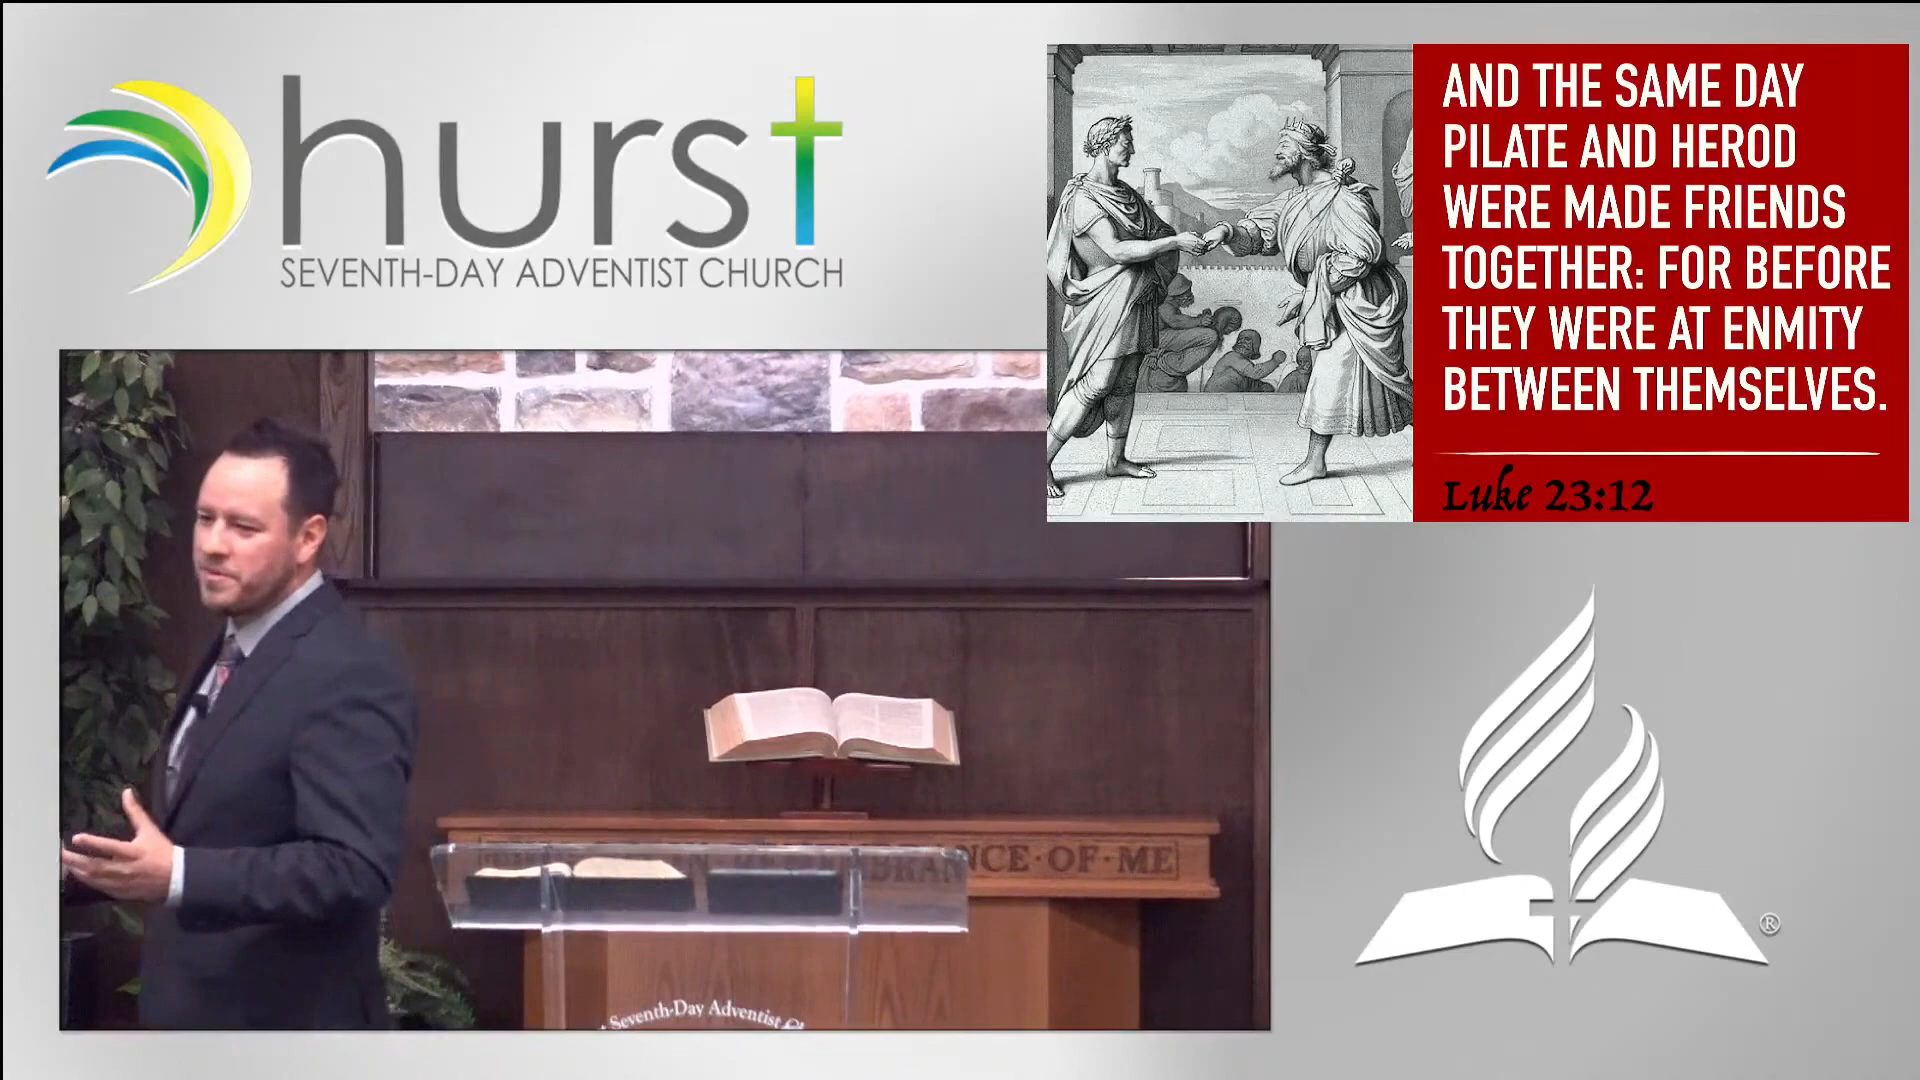 hurst
SEVENTH-DAY ADVENTIST CHURCH
AND THE SAME DAY
PILATE AND HEROD
WERE MADE FRIENDS
TOGETHER: FOR BEFORE
THEY WERE AT ENMITY
BETWEEN THEMSELVES.
Luke 23:12
NCE·OF·ME
Seventh-Day Adventist
®